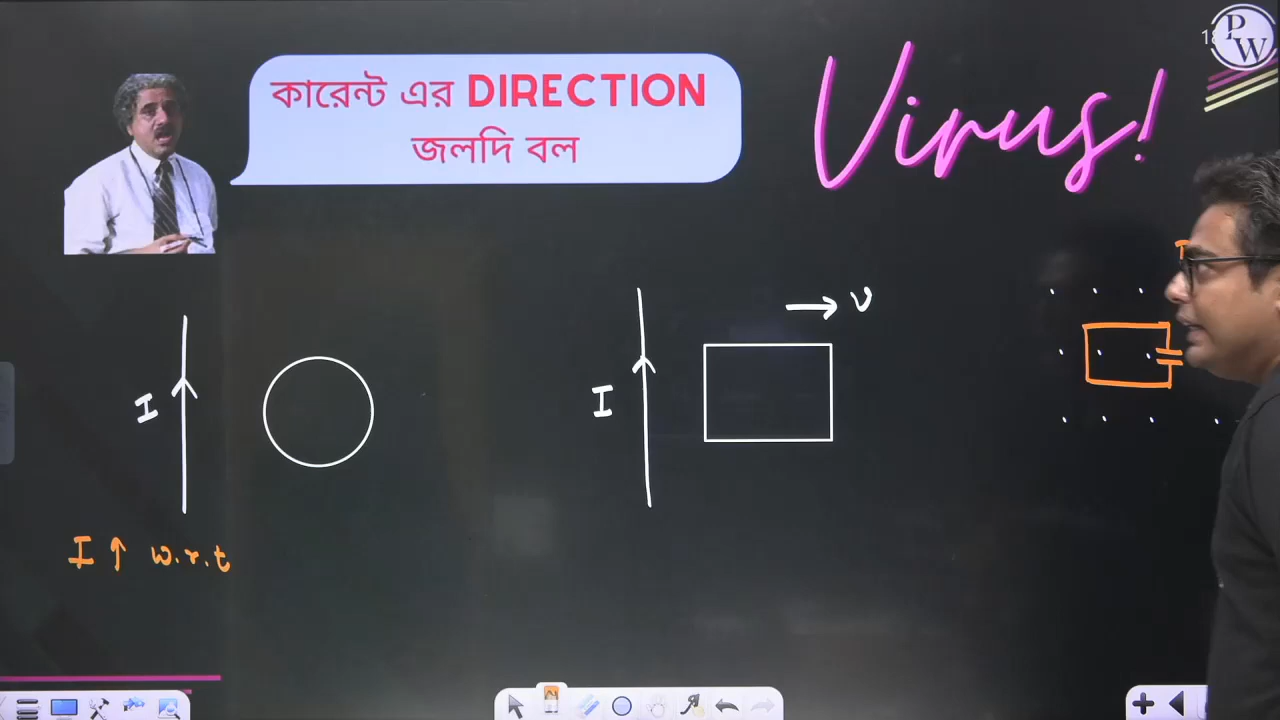 PW
কারেন্ট এর DIRECTION
জলদি বল
Virus!
I
I
v
I ↑ w.r.t